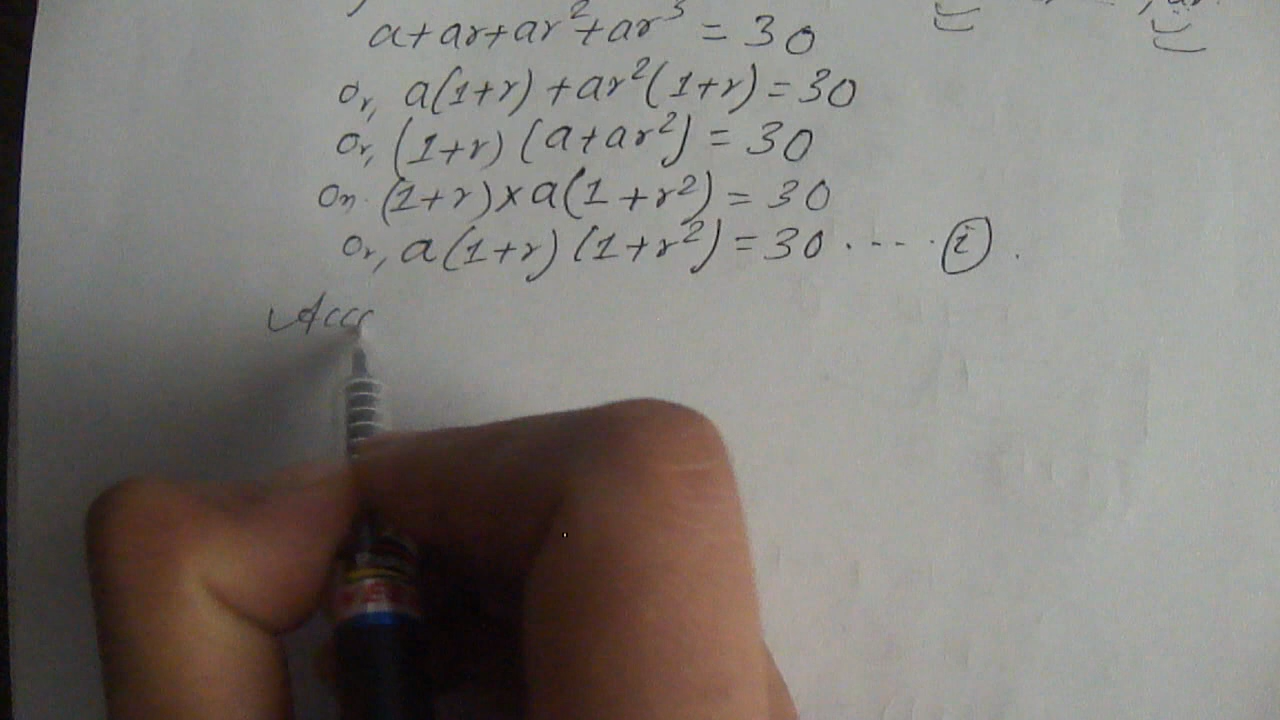 a+ar+ar²+ar³ = 30
or, a(1+r) +ar²(1+r)=30
or, (1+r) (a+ar²) = 30
or. (1+r)×a(1+r²) = 30
or, a(1+r) (1+r²) = 30 . --- . (i) .
Acc